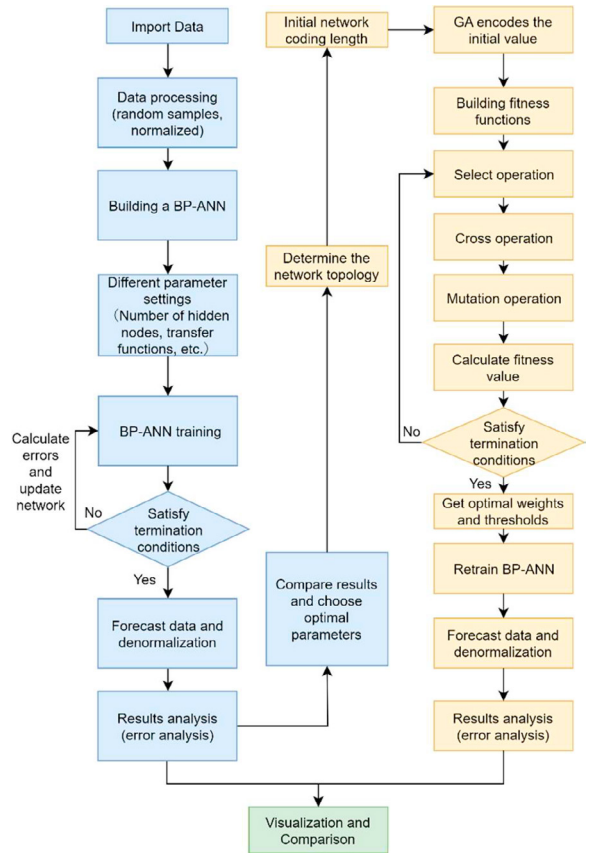 Import Data
Data processing
(random samples,
normalized)
Building a BP-ANN
Different parameter
settings
（Number of hidden
nodes, transfer
functions, etc.）
BP-ANN training
Calculate
errors
and
update
network
No
Satisfy
termination
conditions
Yes
Forecast data and
denormalization
Results analysis
(error analysis)
Compare results
and choose
optimal
parameters
Determine the
network topology
Initial network
coding length
GA encodes the
initial value
Building fitness
functions
Select operation
Cross operation
Mutation operation
Calculate fitness
value
No
Satisfy
termination
conditions
Yes
Get optimal weights
and thresholds
Retrain BP-ANN
Forecast data and
denormalization
Results analysis
(error analysis)
Visualization and
Comparison